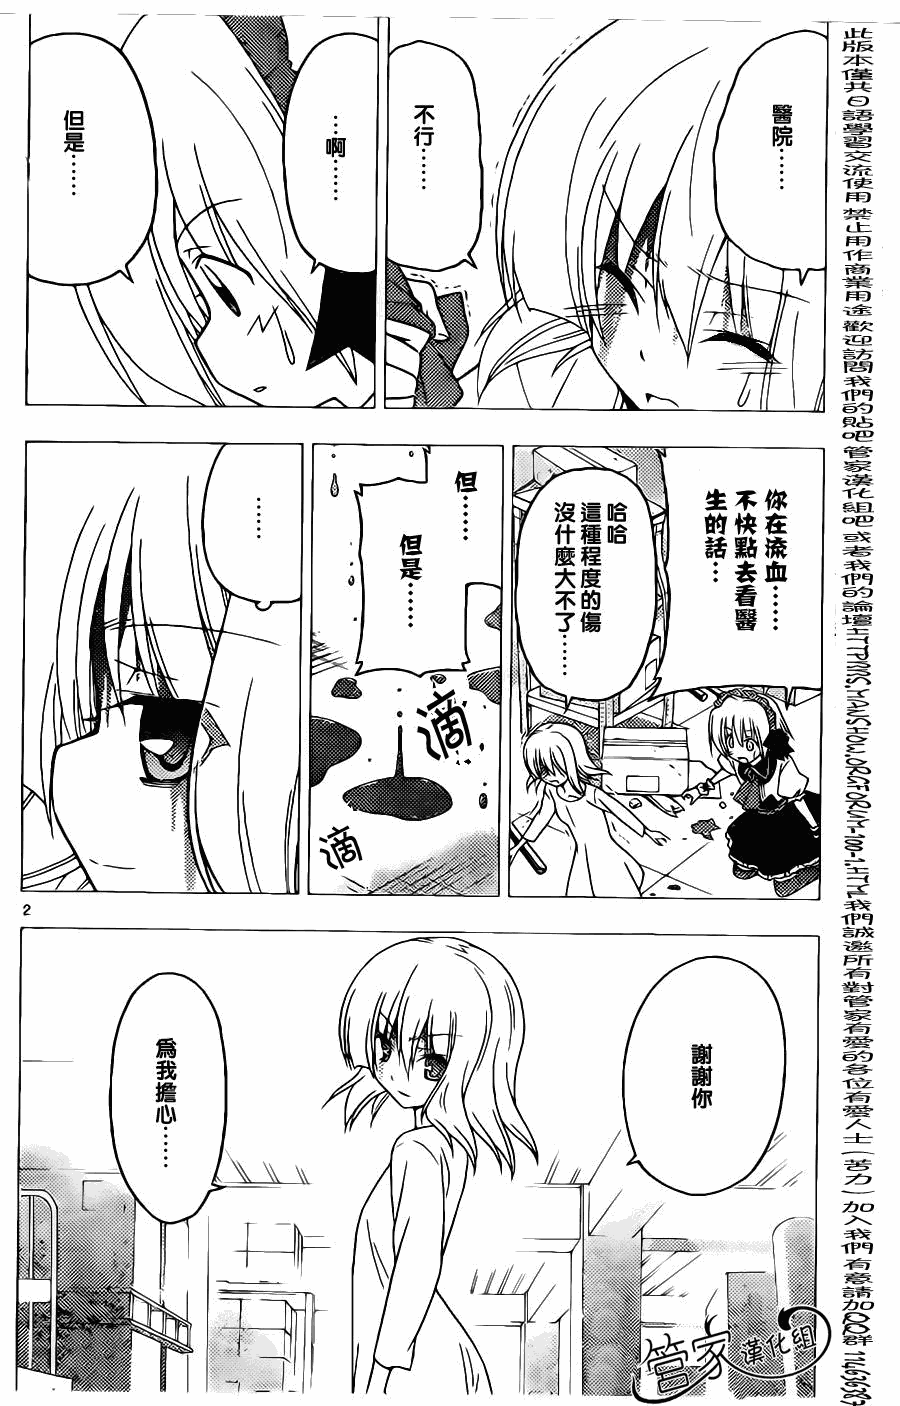 醫院……
不行……
…啊……
但是……
你在流血……
不快點去看醫
生的話…
哈哈
這種程度的傷
沒什麼大不了……
但……
但是……
滴
滴
……
2
謝謝你
為我擔心……
管家漢化組
此版本僅共日語學習交流使用 禁止用作商業用途歡迎訪問我們的貼吧 管家漢化組吧 或者我們的論壇
我們誠邀所有對管家有愛的各位有愛人士(苦力)加入我們有意請加QQ群